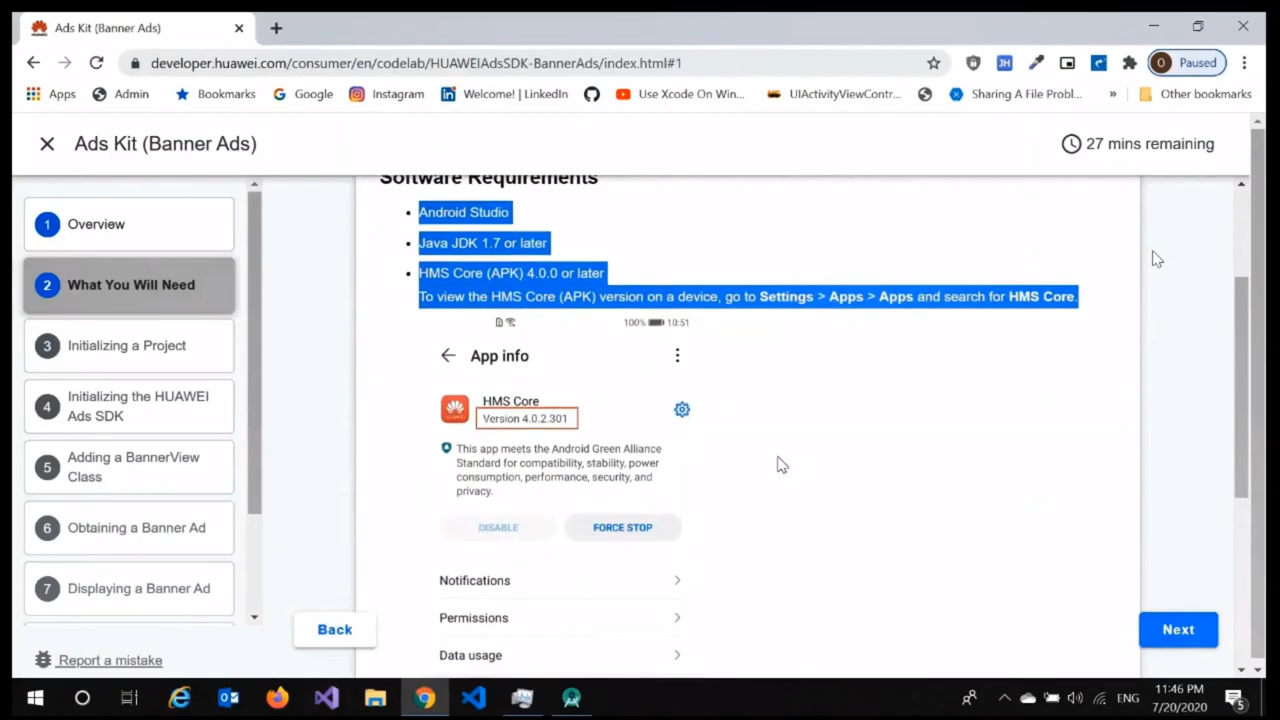 Ads Kit (Banner Ads)
developer.huawei.com/consumer/en/codelab/HUAWEIAdsSDK-BannerAds/index.html#1
JH
O Paused
Apps Admin Bookmarks Google Instagram Welcome! | LinkedIn Use Xcode On Win... UIActivityViewContr... Sharing A File Probl... » Other bookmarks
Ads Kit (Banner Ads)
27 mins remaining
1 Overview
2 What You Will Need
3 Initializing a Project
4 Initializing the HUAWEI
Ads SDK
5 Adding a BannerView
Class
6 Obtaining a Banner Ad
7 Displaying a Banner Ad
Report a mistake
Software Requirements
• Android Studio
• Java JDK 1.7 or later
• HMS Core (APK) 4.0.0 or later
To view the HMS Core (APK) version on a device, go to Settings > Apps > Apps and search for HMS Core.
100% 10:51
App info
HMS Core
Version 4.0.2.301
This app meets the Android Green Alliance
Standard for compatibility, stability, power
consumption, performance, security, and
privacy.
DISABLE FORCE STOP
Notifications
Permissions
Data usage
Back
Next
ENG
11:46 PM
7/20/2020
5